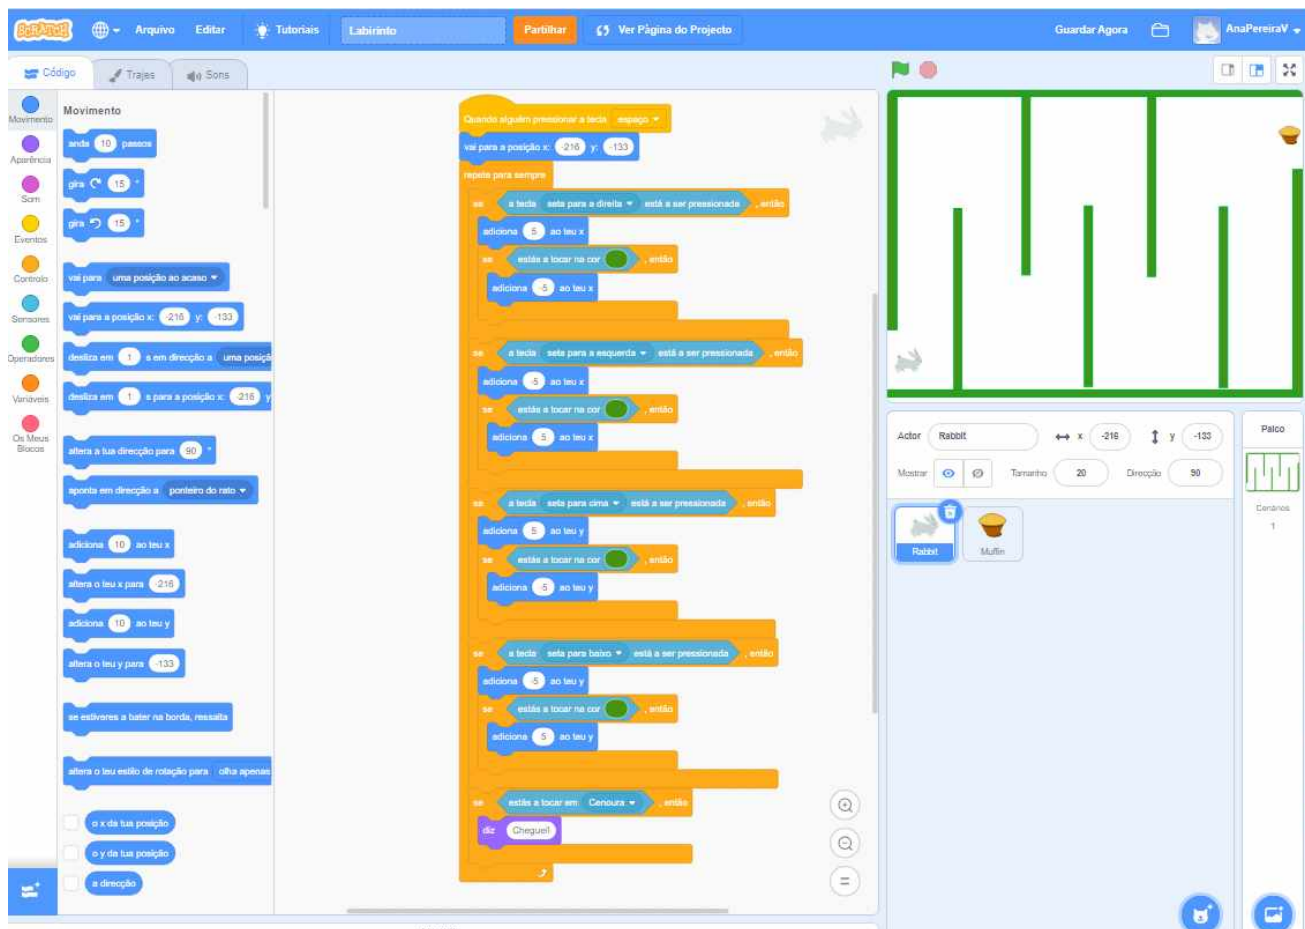 SCRATCH Arquivo Editar Tutoriais Labirinto Partilhar Ver Página do Projecto Guardar Agora AnaPereiraV
Código Trajes Sons
Movimento
Aparência
Som
Eventos
Controlo
Sensores
Operadores
Variáveis
Os Meus
Blocos
Movimento
anda 10 passos
gira 15 °
gira 15 °
vai para uma posição ao acaso
vai para a posição x: -216 y: -133
desliza em 1 s em direcção a uma posiçã
desliza em 1 s para a posição x: -216 y
altera a tua direcção para 90 °
aponta em direcção a ponteiro do rato
adiciona 10 ao teu x
altera o teu x para -216
adiciona 10 ao teu y
altera o teu y para -133
se estiveres a bater na borda, ressalta
altera o teu estilo de rotação para olha apenas
o x da tua posição
o y da tua posição
a direcção
Quando alguém pressionar a tecla espaço
vai para a posição x: -216 y: -133
repete para sempre
se a tecla seta para a direita está a ser pressionada , então
adiciona 5 ao teu x
se estás a tocar na cor , então
adiciona -5 ao teu x
se a tecla seta para a esquerda está a ser pressionada , então
adiciona -5 ao teu x
se estás a tocar na cor , então
adiciona 5 ao teu x
se a tecla seta para cima está a ser pressionada , então
adiciona 5 ao teu y
se estás a tocar na cor , então
adiciona -5 ao teu y
se a tecla seta para baixo está a ser pressionada , então
adiciona -5 ao teu y
se estás a tocar na cor , então
adiciona 5 ao teu y
se estás a tocar em Cenoura , então
diz Cheguei!
Actor Rabbit x -216 y -133
Mostrar Tamanho 20 Direcção 90
Rabbit
Muffin
Palco
Cenários
1